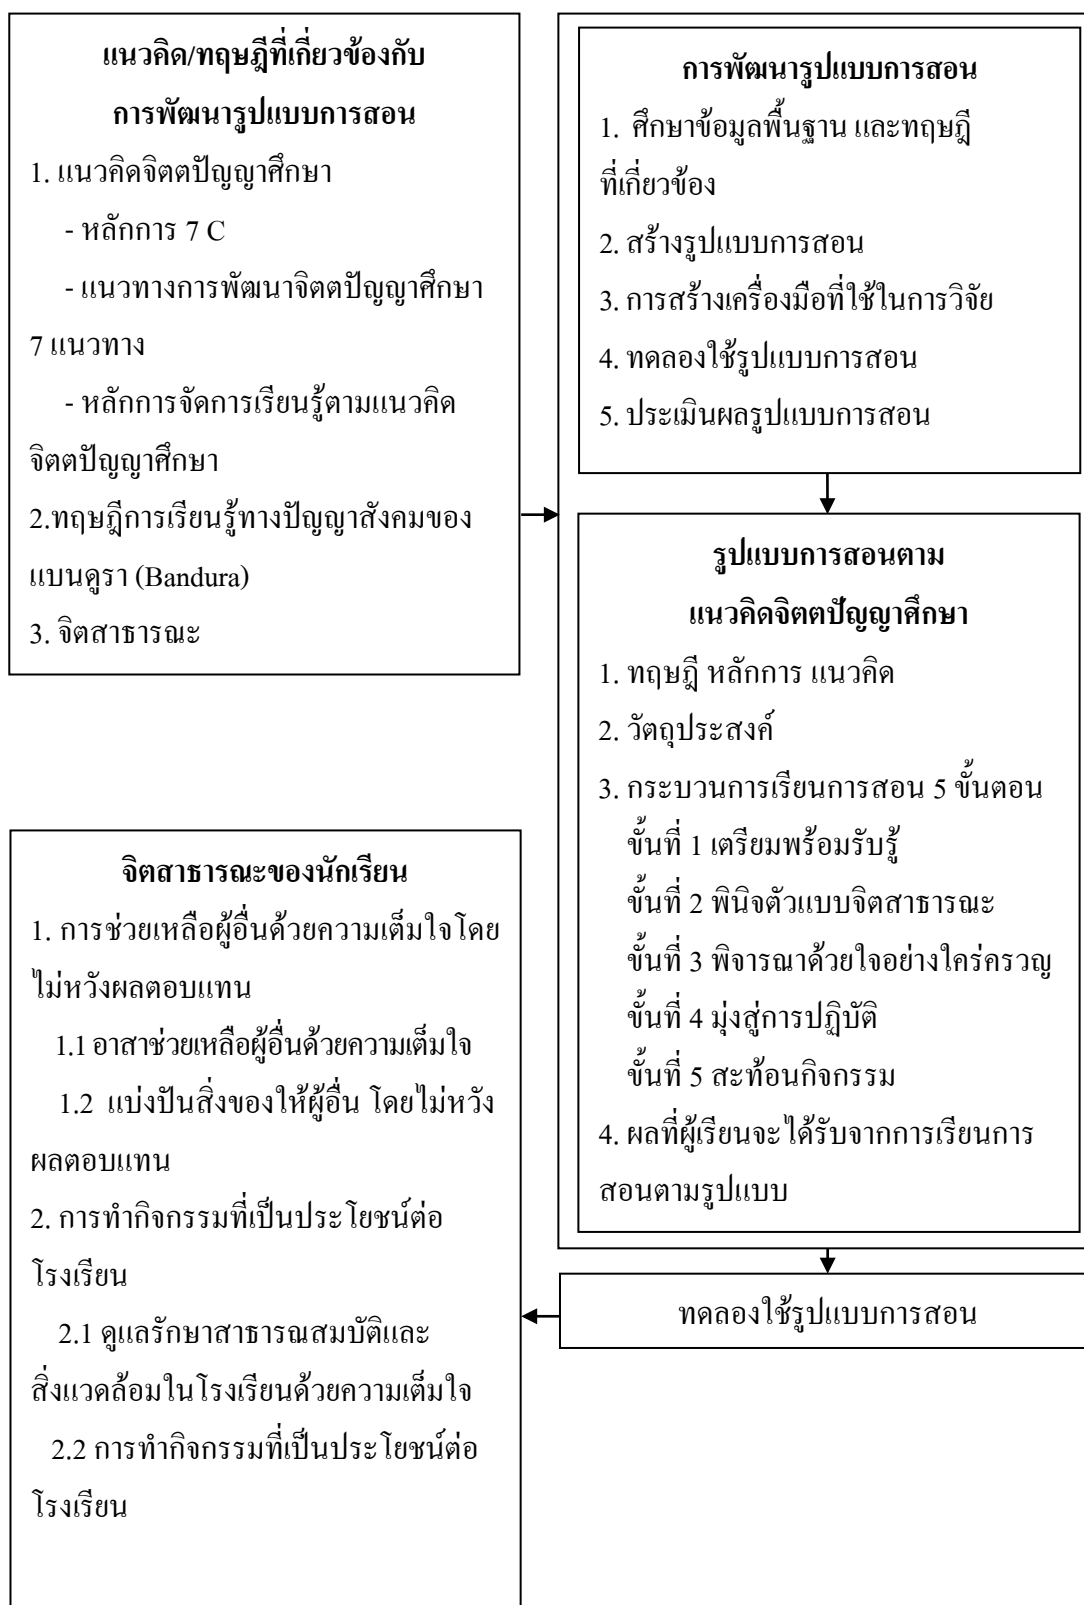 แนวคิด/ทฤษฎีที่เกี่ยวข้องกับ
การพัฒนารูปแบบการสอน
1. แนวคิดจิตตปัญญาศึกษา
- หลักการ 7 C
- แนวทางการพัฒนาจิตตปัญญาศึกษา
7 แนวทาง
- หลักการจัดการเรียนรู้ตามแนวคิด
จิตตปัญญาศึกษา
2.ทฤษฎีการเรียนรู้ทางปัญญาสังคมของ
แบนดูรา (Bandura)
3. จิตสาธารณะ
การพัฒนารูปแบบการสอน
1. ศึกษาข้อมูลพื้นฐาน และทฤษฎี
ที่เกี่ยวข้อง
2. สร้างรูปแบบการสอน
3. การสร้างเครื่องมือที่ใช้ในการวิจัย
4. ทดลองใช้รูปแบบการสอน
5. ประเมินผลรูปแบบการสอน
รูปแบบการสอนตาม
แนวคิดจิตตปัญญาศึกษา
1. ทฤษฎี หลักการ แนวคิด
2. วัตถุประสงค์
3. กระบวนการเรียนการสอน 5 ขั้นตอน
ขั้นที่ 1 เตรียมพร้อมรับรู้
ขั้นที่ 2 พินิจตัวแบบจิตสาธารณะ
ขั้นที่ 3 พิจารณาด้วยใจอย่างใคร่ครวญ
ขั้นที่ 4 มุ่งสู่การปฏิบัติ
ขั้นที่ 5 สะท้อนกิจกรรม
4. ผลที่ผู้เรียนจะได้รับจากการเรียนการ
สอนตามรูปแบบ
ทดลองใช้รูปแบบการสอน
จิตสาธารณะของนักเรียน
1. การช่วยเหลือผู้อื่นด้วยความเต็มใจโดย
ไม่หวังผลตอบแทน
1.1 อาสาช่วยเหลือผู้อื่นด้วยความเต็มใจ
1.2 แบ่งปันสิ่งของให้ผู้อื่น โดยไม่หวัง
ผลตอบแทน
2. การทำกิจกรรมที่เป็นประโยชน์ต่อ
โรงเรียน
2.1 ดูแลรักษาสาธารณสมบัติและ
สิ่งแวดล้อมในโรงเรียนด้วยความเต็มใจ
2.2 การทำกิจกรรมที่เป็นประโยชน์ต่อ
โรงเรียน